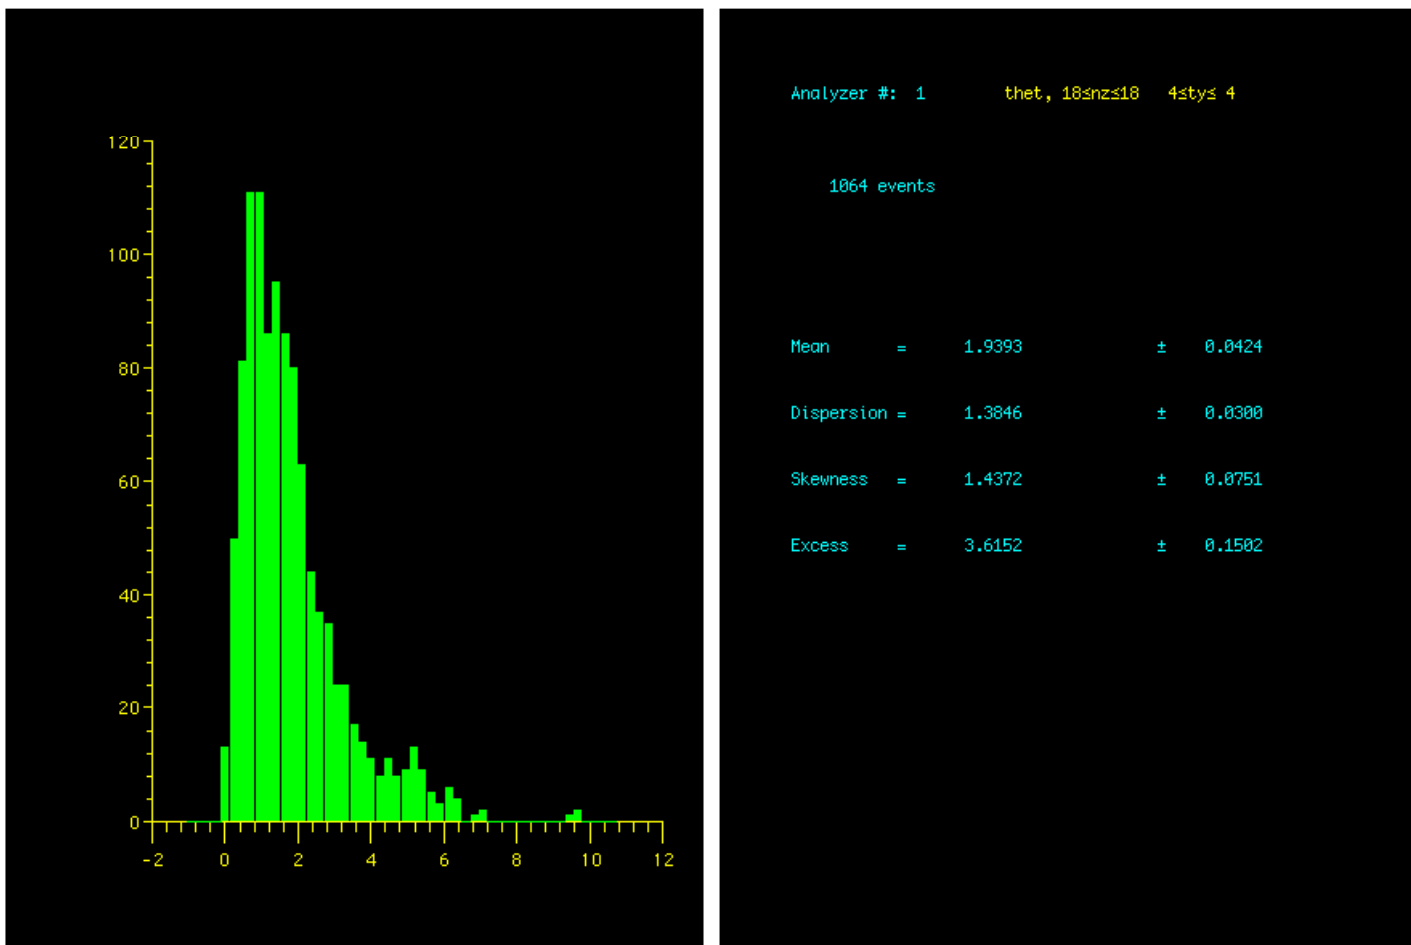 120
100
80
60
40
20
0
-2 0 2 4 6 8 10 12
Analyzer #: 1 thet, 18≤nz≤18 4≤ty≤ 4
1064 events
Mean = 1.9393 ± 0.0424
Dispersion = 1.3846 ± 0.0300
Skewness = 1.4372 ± 0.0751
Excess = 3.6152 ± 0.1502